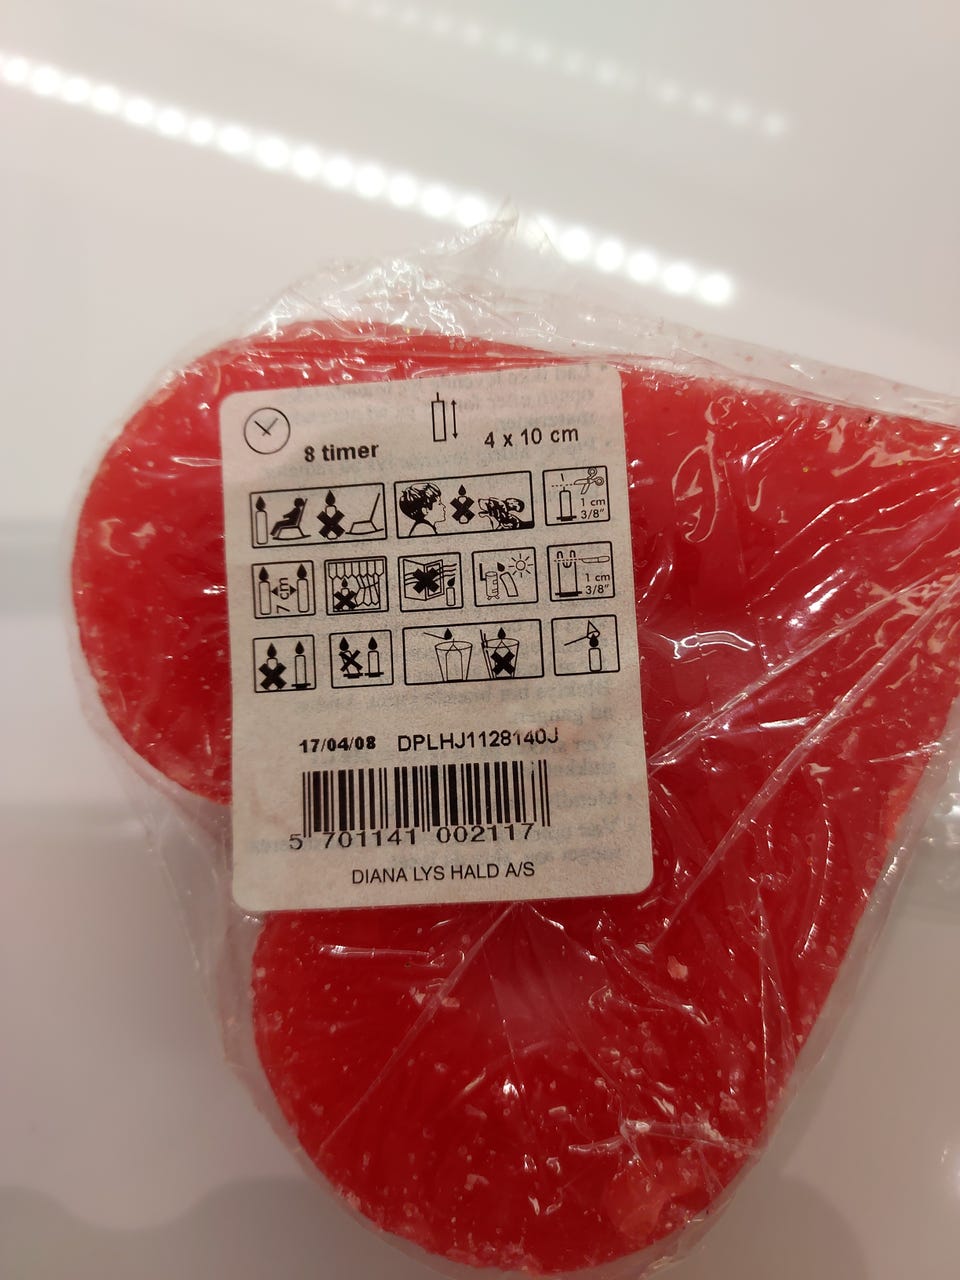 8 timer
4 x 10 cm
1 cm
3/8"
7 cm
1 cm
3/8"
17/04/08 DPLHJ1128140J
5 701141 002117
DIANA LYS HALD A/S